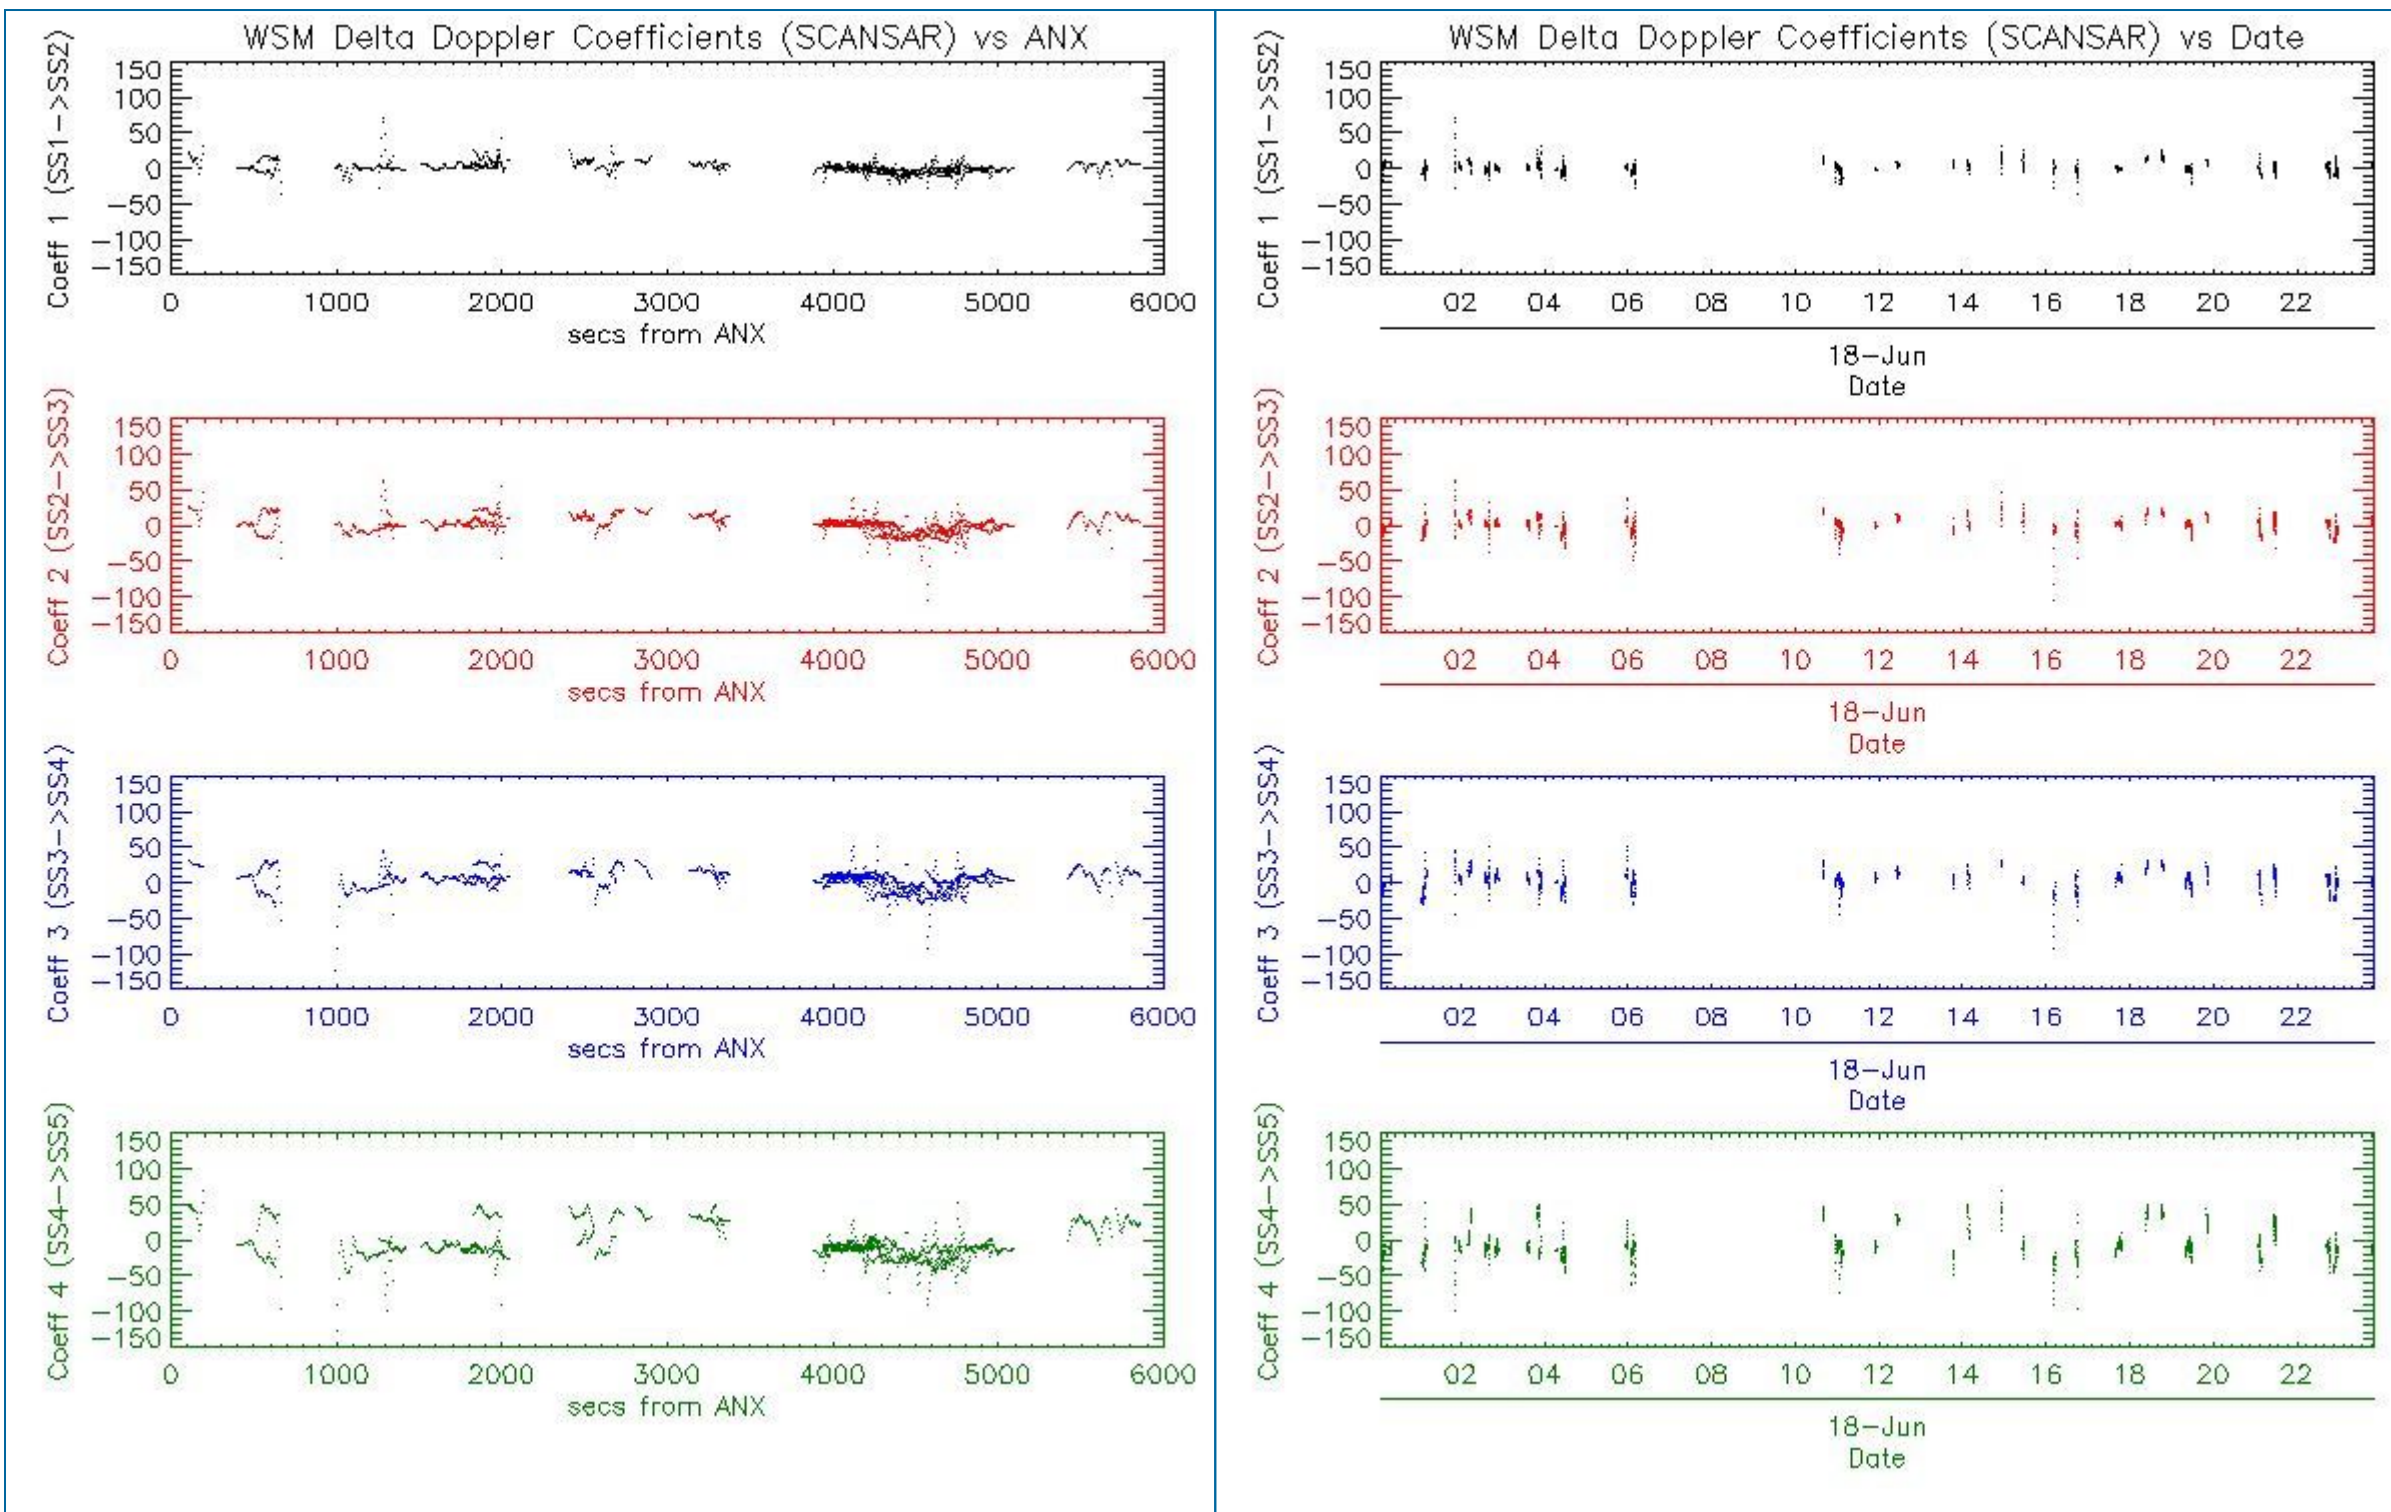 WSM Delta Doppler Coefficients (SCANSAR) vs ANX
Coeff 1 (SS1->SS2)
150
100
50
0
-50
-100
-150
0 1000 2000 3000 4000 5000 6000
secs from ANX
Coeff 2 (SS2->SS3)
150
100
50
0
-50
-100
-150
0 1000 2000 3000 4000 5000 6000
secs from ANX
Coeff 3 (SS3->SS4)
150
100
50
0
-50
-100
-150
0 1000 2000 3000 4000 5000 6000
secs from ANX
Coeff 4 (SS4->SS5)
150
100
50
0
-50
-100
-150
0 1000 2000 3000 4000 5000 6000
secs from ANX
WSM Delta Doppler Coefficients (SCANSAR) vs Date
Coeff 1 (SS1->SS2)
150
100
50
0
-50
-100
-150
02 04 06 08 10 12 14 16 18 20 22
18-Jun
Date
Coeff 2 (SS2->SS3)
150
100
50
0
-50
-100
-150
02 04 06 08 10 12 14 16 18 20 22
18-Jun
Date
Coeff 3 (SS3->SS4)
150
100
50
0
-50
-100
-150
02 04 06 08 10 12 14 16 18 20 22
18-Jun
Date
Coeff 4 (SS4->SS5)
150
100
50
0
-50
-100
-150
02 04 06 08 10 12 14 16 18 20 22
18-Jun
Date